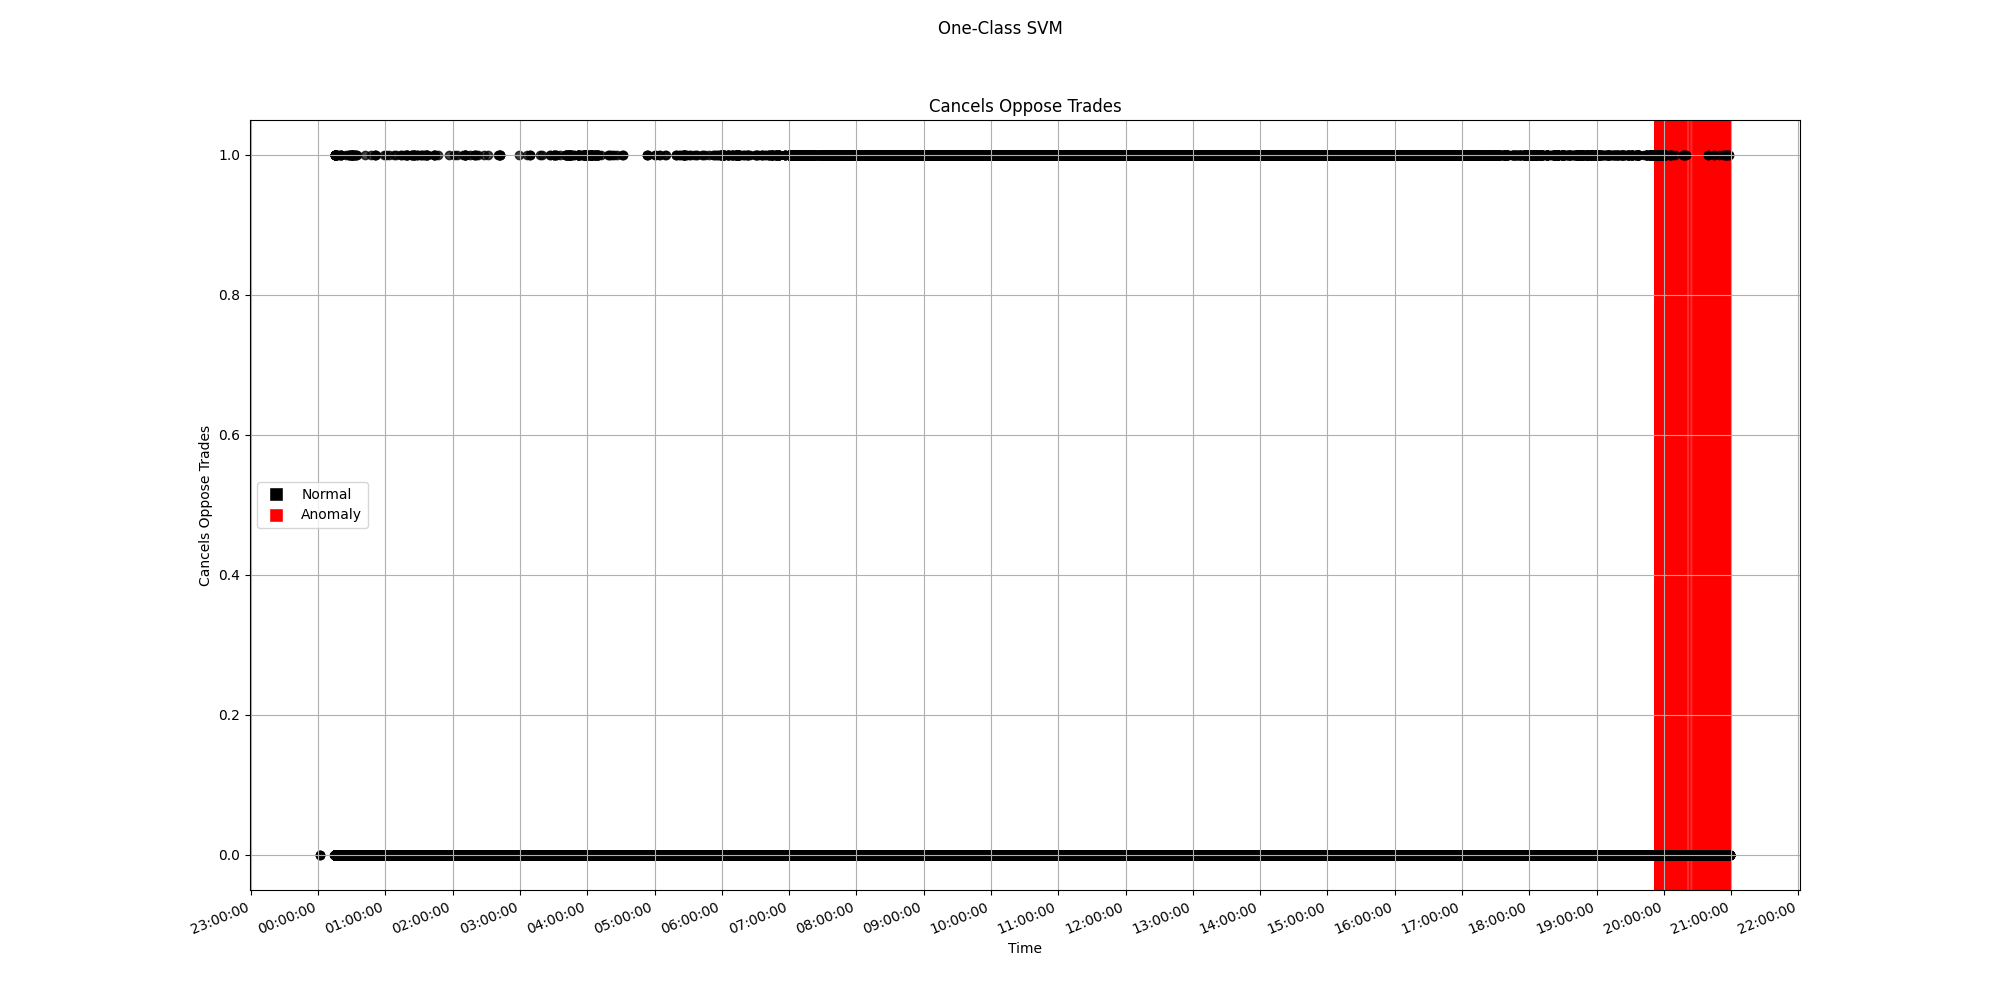 One-Class SVM
Cancels Oppose Trades
Cancels Oppose Trades
1.0
0.8
0.6
0.4
0.2
0.0
Normal
Anomaly
23:00:00 00:00:00 01:00:00 02:00:00 03:00:00 04:00:00 05:00:00 06:00:00 07:00:00 08:00:00 09:00:00 10:00:00 11:00:00 12:00:00 13:00:00 14:00:00 15:00:00 16:00:00 17:00:00 18:00:00 19:00:00 20:00:00 21:00:00 22:00:00
Time